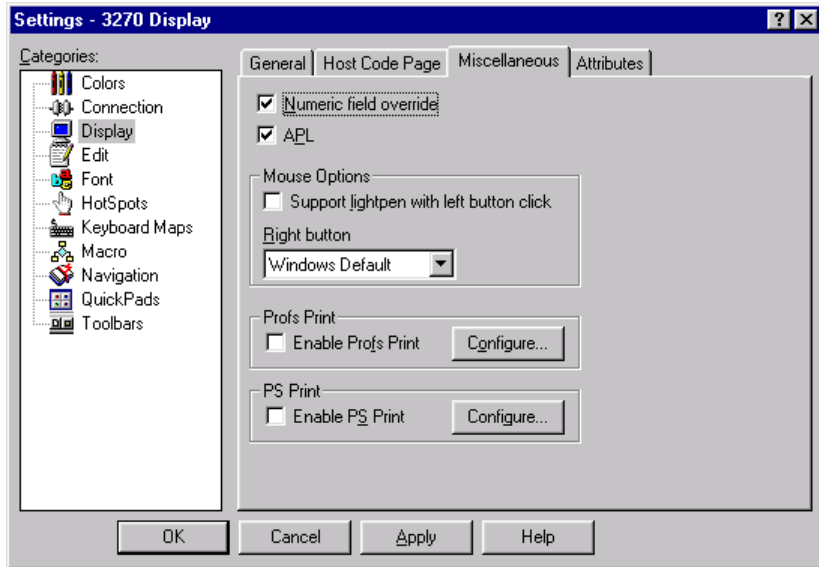 Settings - 3270 Display
Categories:
Colors
Connection
Display
Edit
Font
HotSpots
Keyboard Maps
Macro
Navigation
QuickPads
Toolbars
General Host Code Page Miscellaneous Attributes
Numeric field override
APL
Mouse Options
Support lightpen with left button click
Right button
Windows Default
Profs Print
Enable Profs Print Configure...
PS Print
Enable PS Print Configure...
OK Cancel Apply Help